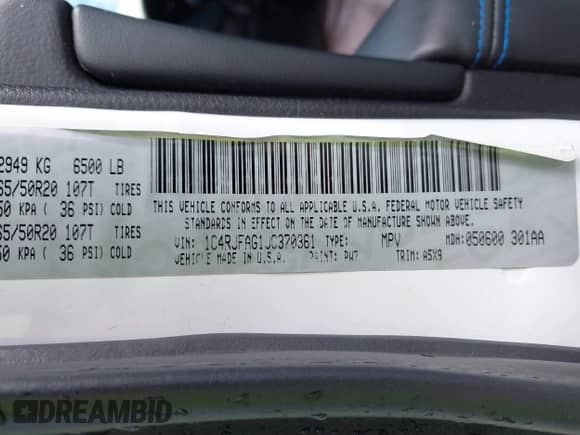 2949 KG 6500 LB
65/50R20 107T TIRES
50 KPA ( 36 PSI) COLD
65/50R20 107T TIRES
50 KPA ( 36 PSI) COLD
THIS VEHICLE CONFORMS TO ALL APPLICABLE U.S.A. FEDERAL MOTOR VEHICLE SAFETY
STANDARDS IN EFFECT ON THE DATE OF MANUFACTURE SHOWN ABOVE.
VIN: 1C4RJFAG1JC370361 TYPE: MPV MDH: 050600 301AA
VEHICLE MADE IN U.S.A. PAINT: PW7 TRIM: A5X9
DREAMBID